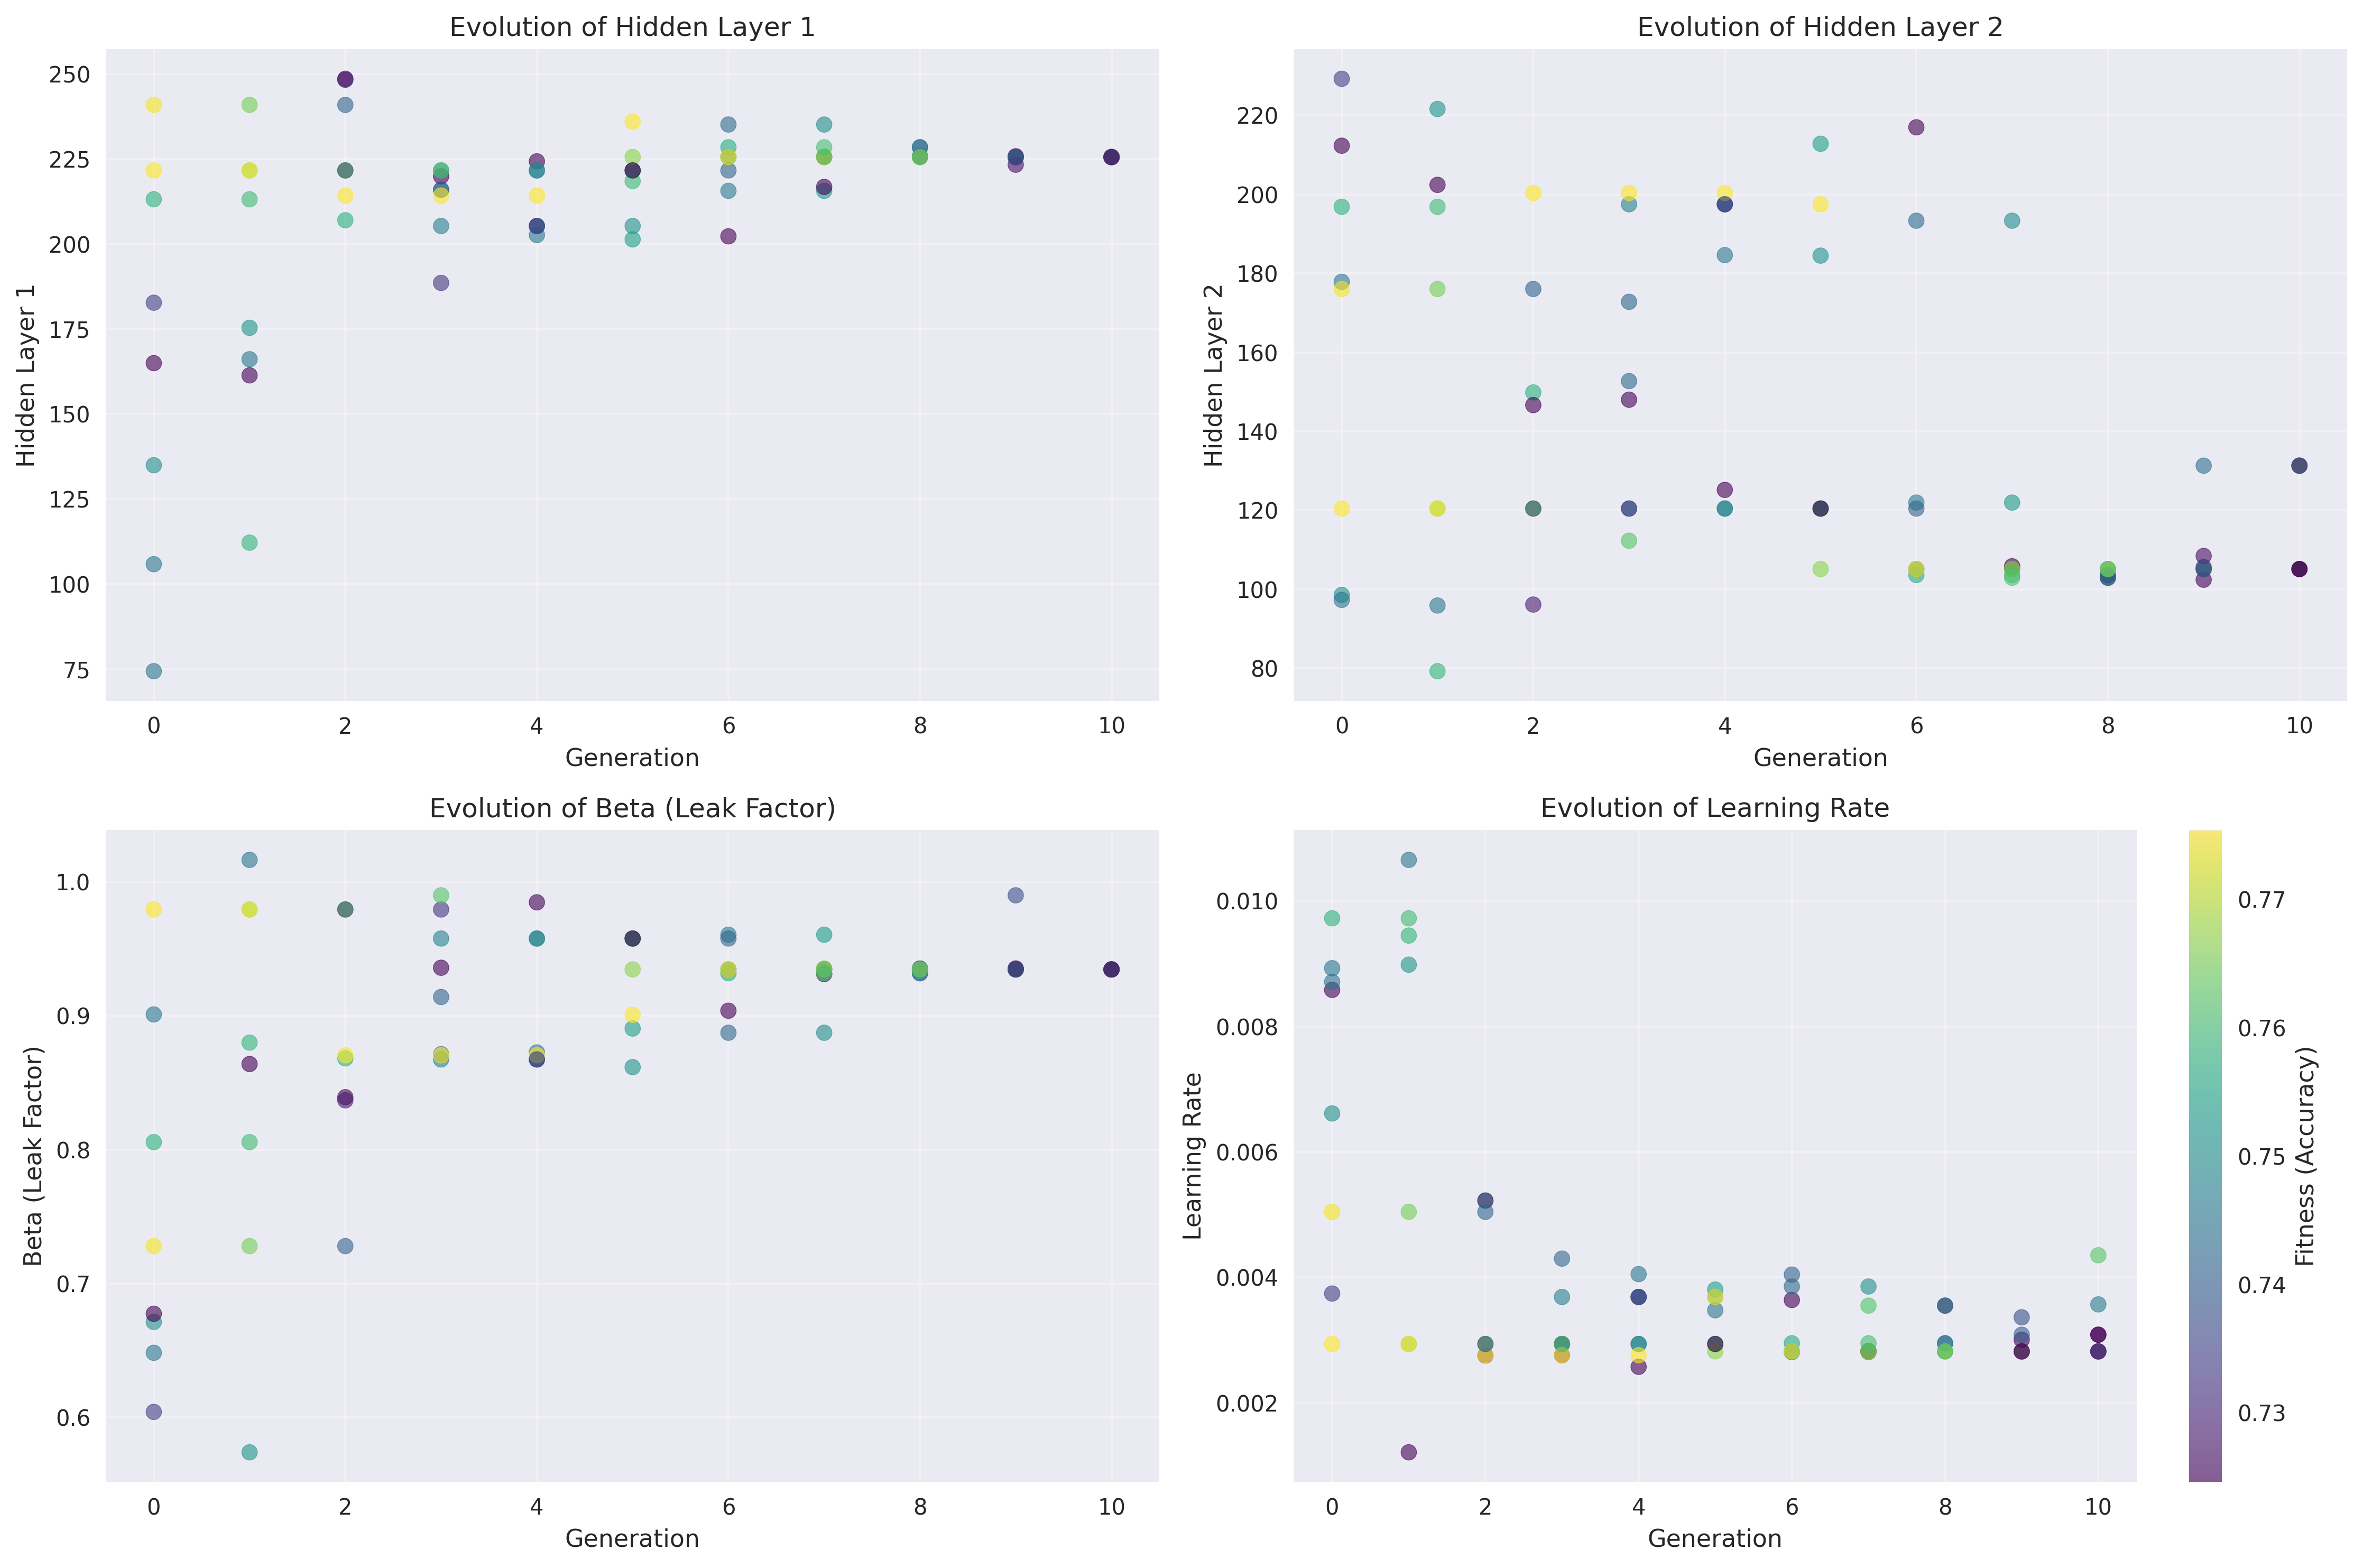 Evolution of Hidden Layer 1
Hidden Layer 1
250
225
200
175
150
125
100
75
0 2 4 6 8 10
Generation
Evolution of Hidden Layer 2
Hidden Layer 2
220
200
180
160
140
120
100
80
0 2 4 6 8 10
Generation
Evolution of Beta (Leak Factor)
Beta (Leak Factor)
1.0
0.9
0.8
0.7
0.6
0 2 4 6 8 10
Generation
Evolution of Learning Rate
Learning Rate
0.010
0.008
0.006
0.004
0.002
0 2 4 6 8 10
Generation
0.77
0.76
0.75
0.74
0.73
Fitness (Accuracy)